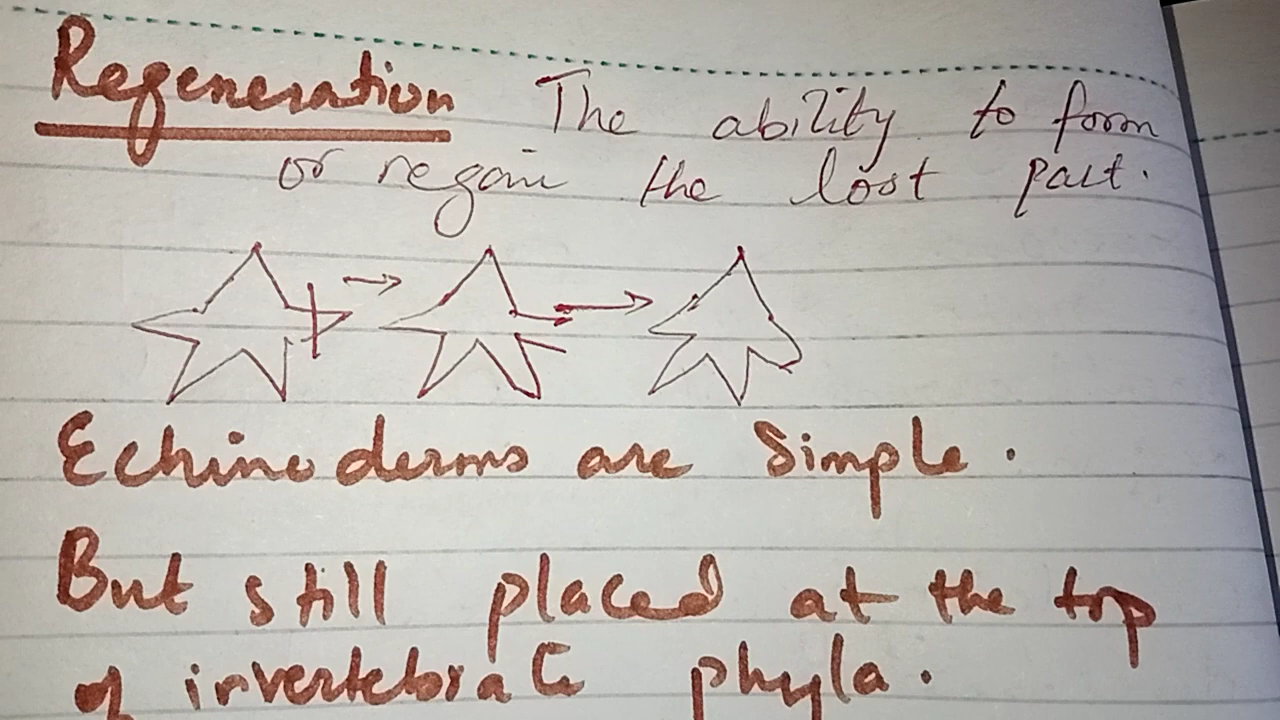 Regeneration The ability to form
or regain the lost part.
Echinoderms are Simple.
But still placed at the top
of invertebrate phyla.